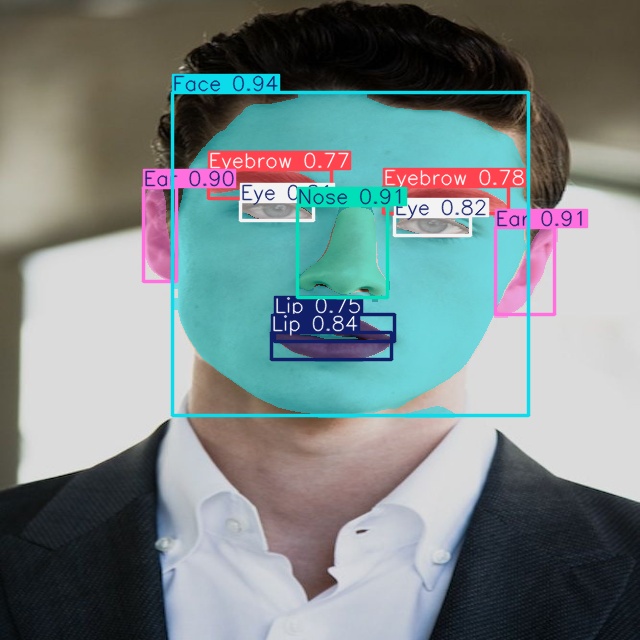 Face 0.94
Eyebrow 0.77
Eyebrow 0.78
Ear 0.90
Eye
Nose 0.91
Eye 0.82
Ear 0.91
Lip 0.75
Lip 0.84